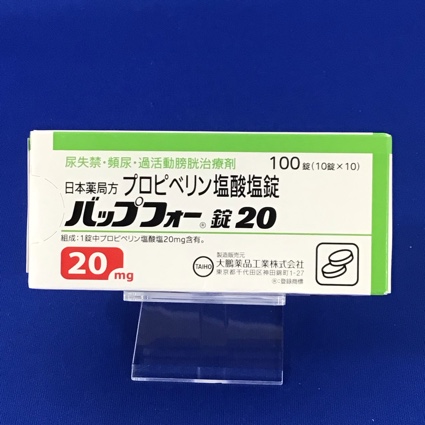 尿失禁・頻尿・過活動膀胱治療剤
100錠(10錠×10)
日本薬局方 プロピベリン塩酸塩錠
バップフォー® 錠20
組成:1錠中プロピベリン塩酸塩20mg含有。
20mg
製造販売元
TAIHO 大鵬薬品工業株式会社
東京都千代田区神田錦町1-27
®:登録商標